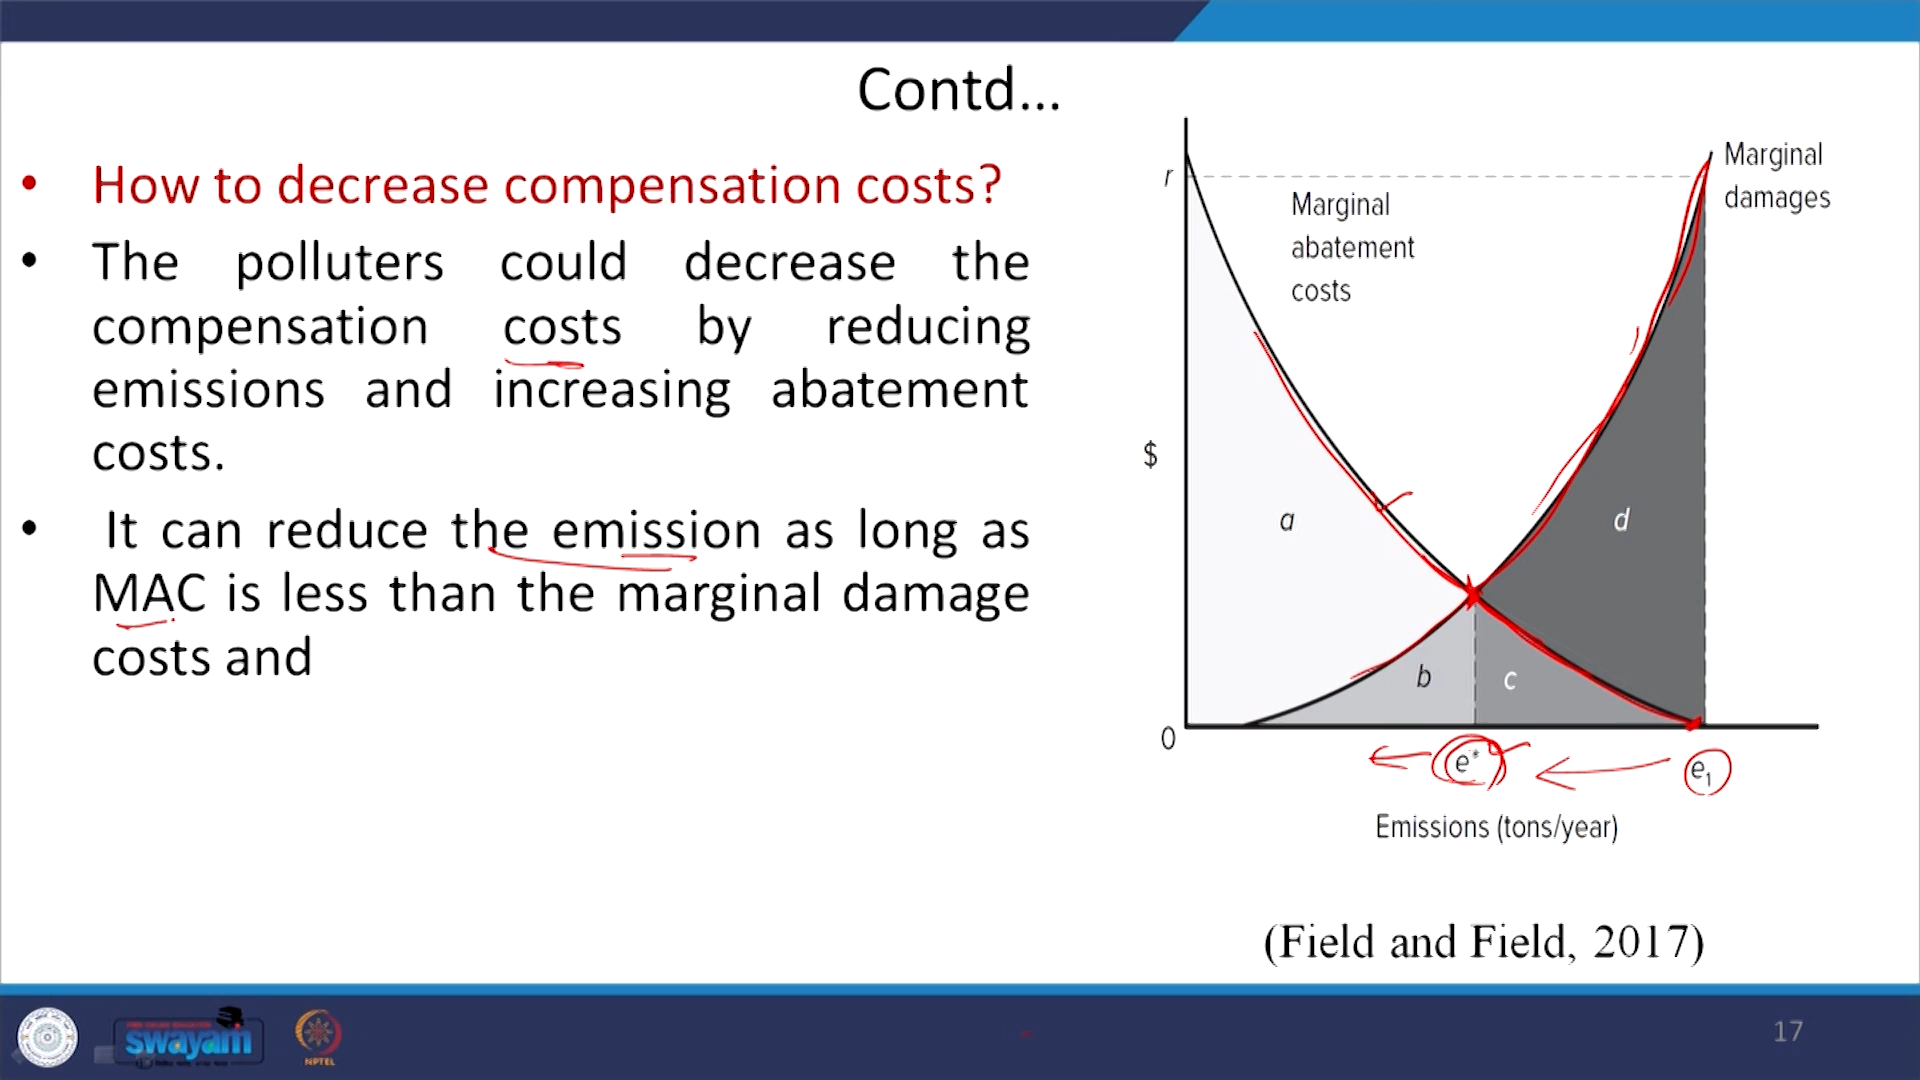 Contd...
• How to decrease compensation costs?
• The polluters could decrease the
compensation costs by reducing
emissions and increasing abatement
costs.
• It can reduce the emission as long as
MAC is less than the marginal damage
costs and
r
Marginal
abatement
costs
Marginal
damages
$
a
d
b
c
0
e*
e₁
Emissions (tons/year)
(Field and Field, 2017)
swayam
NPTEL
17